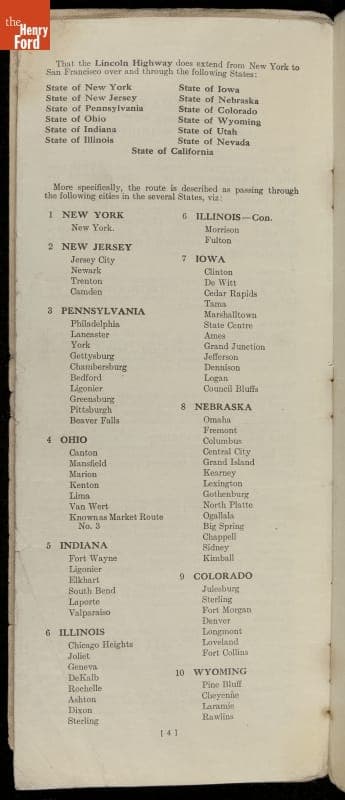 the
Henry
Ford
That the Lincoln Highway does extend from New York to
San Francisco over and through the following States:
State of New York
State of New Jersey
State of Pennsylvania
State of Ohio
State of Indiana
State of Illinois
State of Iowa
State of Nebraska
State of Colorado
State of Wyoming
State of Utah
State of Nevada
State of California
More specifically, the route is described as passing through
the following cities in the several States, viz:
1 NEW YORK
New York.
2 NEW JERSEY
Jersey City
Newark
Trenton
Camden
3 PENNSYLVANIA
Philadelphia
Lancaster
York
Gettysburg
Chambersburg
Bedford
Ligonier
Greensburg
Pittsburgh
Beaver Falls
4 OHIO
Canton
Mansfield
Marion
Kenton
Lima
Van Wert
Known as Market Route
No. 3
5 INDIANA
Fort Wayne
Ligonier
Elkhart
South Bend
Laporte
Valparaiso
6 ILLINOIS
Chicago Heights
Joliet
Geneva
DeKalb
Rochelle
Ashton
Dixon
Sterling
6 ILLINOIS—Con.
Morrison
Fulton
7 IOWA
Clinton
De Witt
Cedar Rapids
Tama
Marshalltown
State Centre
Ames
Grand Junction
Jefferson
Dennison
Logan
Council Bluffs
8 NEBRASKA
Omaha
Fremont
Columbus
Central City
Grand Island
Kearney
Lexington
Gothenburg
North Platte
Ogallala
Big Spring
Chappell
Sidney
Kimball
9 COLORADO
Julesburg
Sterling
Fort Morgan
Denver
Longmont
Loveland
Fort Collins
10 WYOMING
Pine Bluff
Cheyenne
Laramie
Rawlins
[ 4 ]